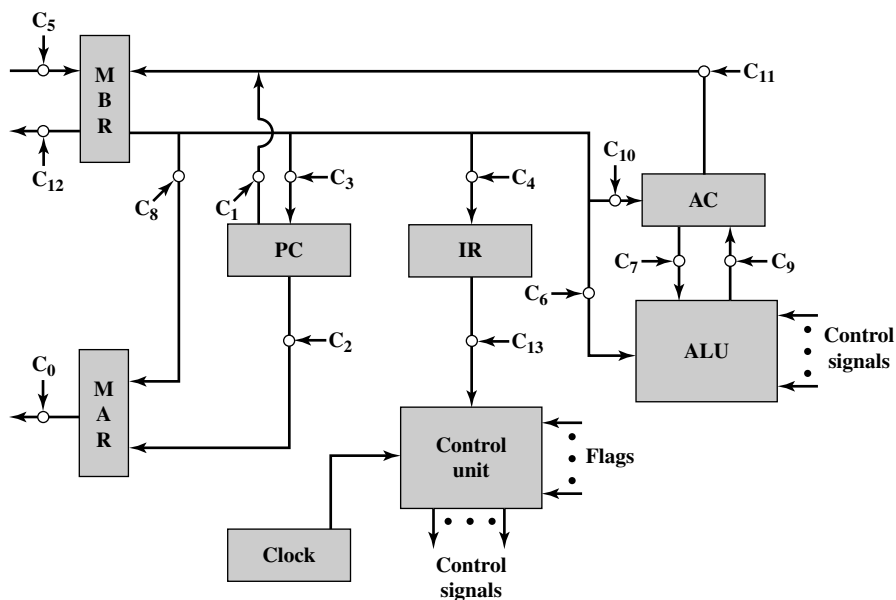 C5
M
B
R
C11
C12
C8
C1
C3
C4
C10
AC
PC
IR
C7
C9
C6
C2
C13
ALU
Control
signals
C0
M
A
R
Control
unit
Flags
Clock
Control
signals